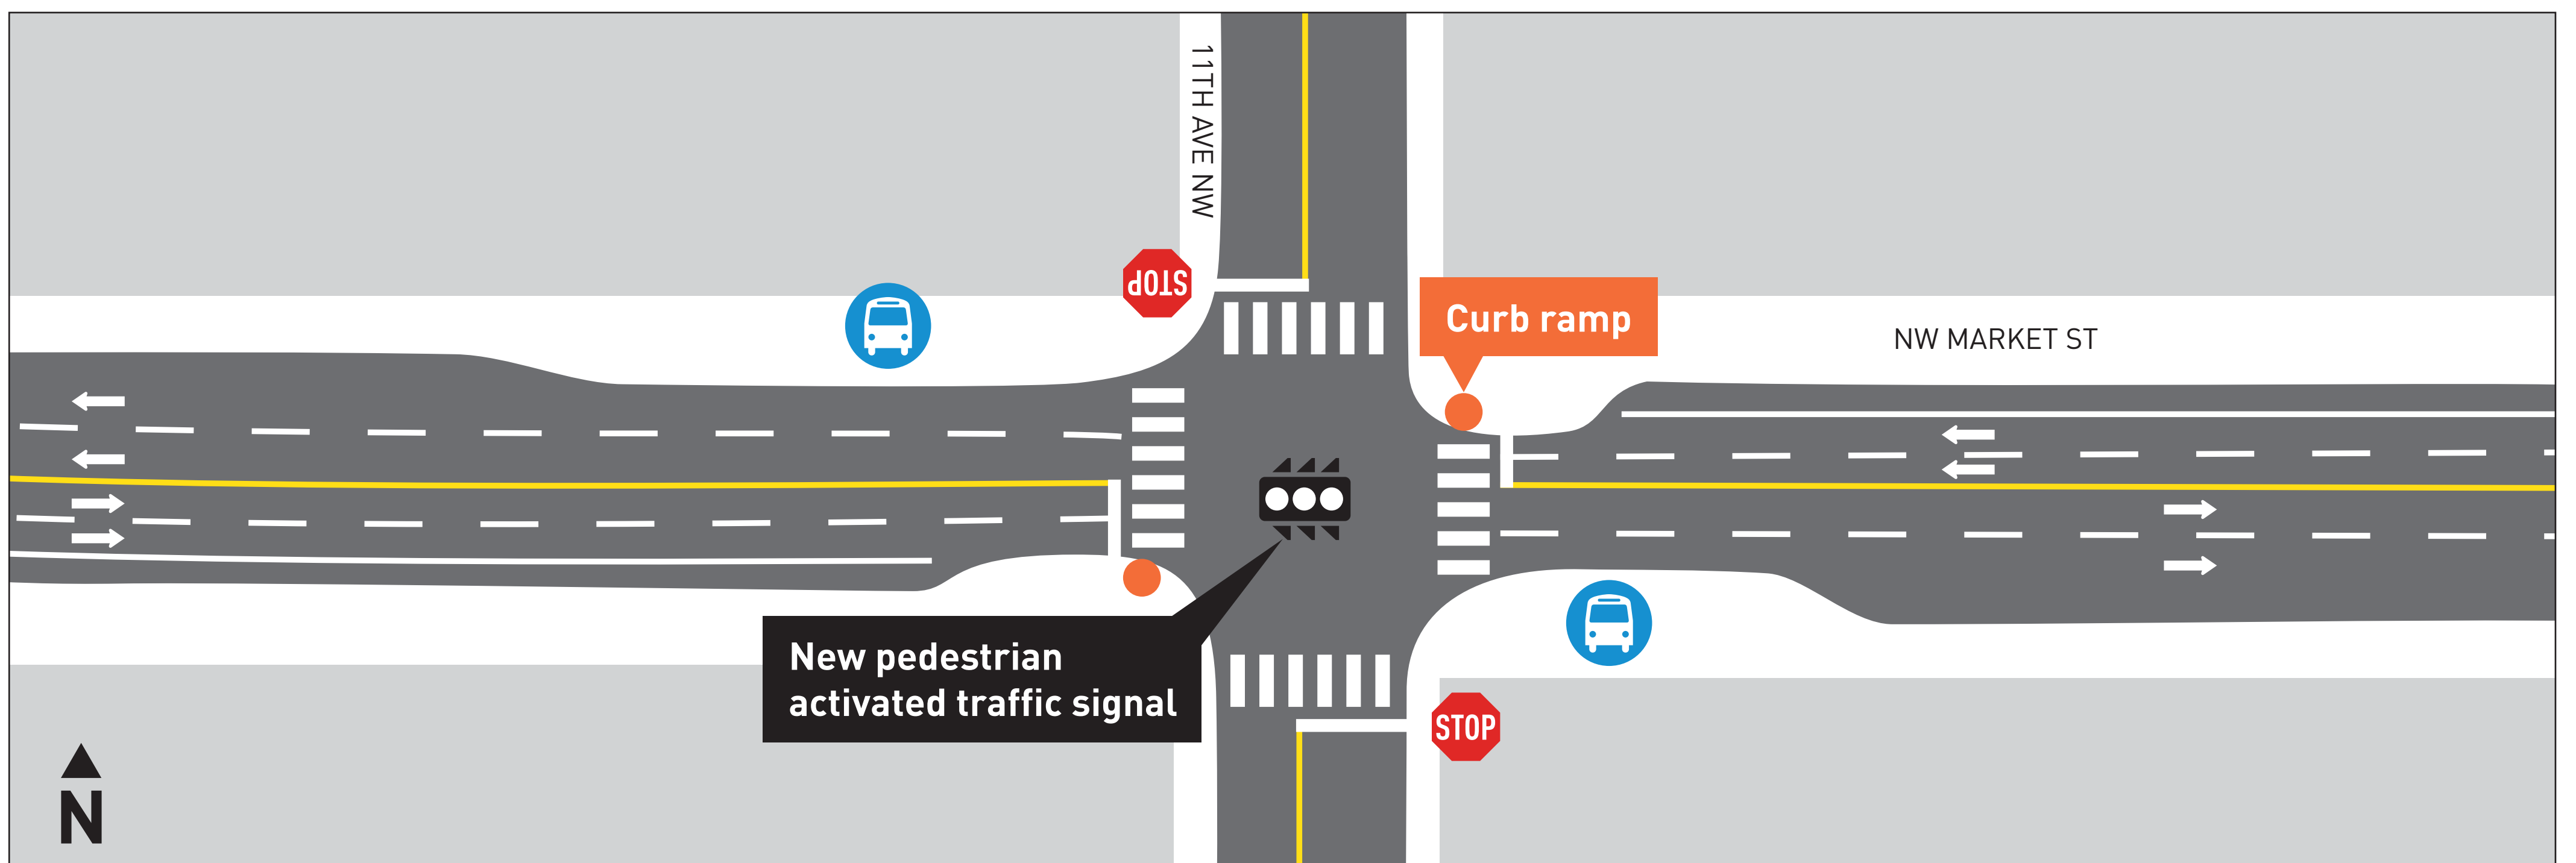 11TH AVE NW
STOP
Curb ramp
NW MARKET ST
New pedestrian
activated traffic signal
STOP
N